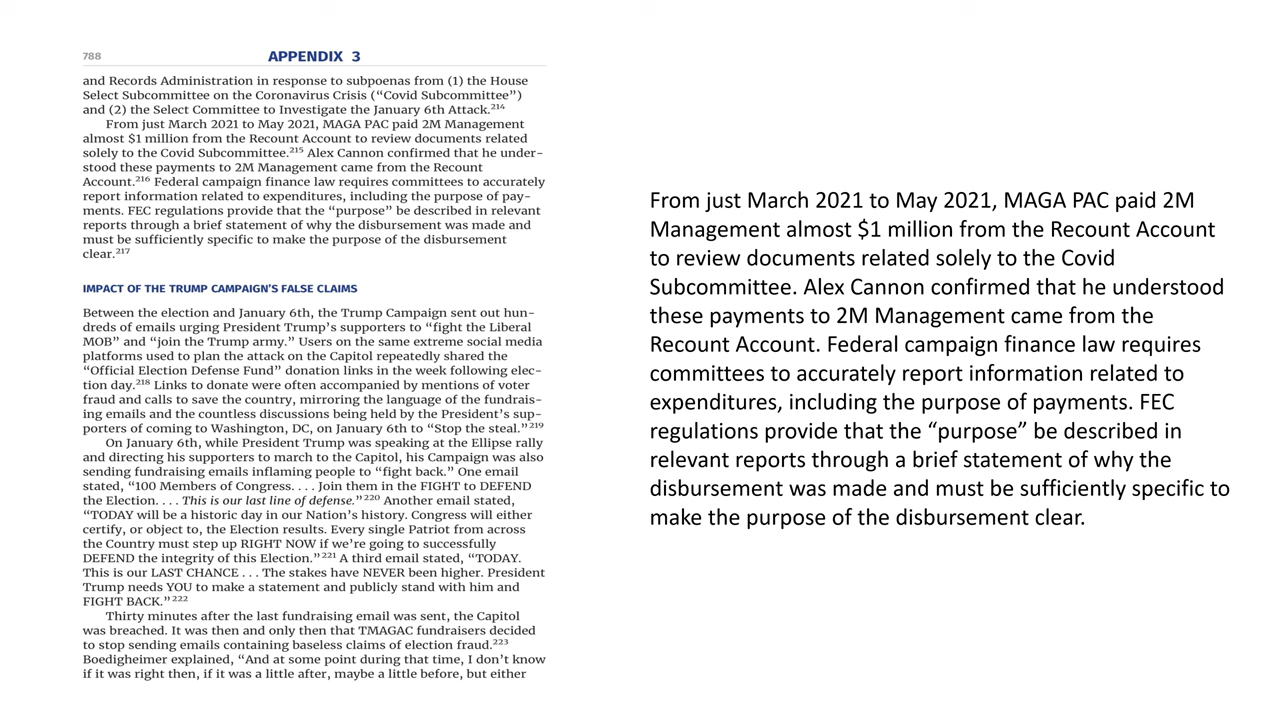 788
APPENDIX 3
and Records Administration in response to subpoenas from (1) the House
Select Subcommittee on the Coronavirus Crisis (“Covid Subcommittee”)
and (2) the Select Committee to Investigate the January 6th Attack.214
From just March 2021 to May 2021, MAGA PAC paid 2M Management
almost $1 million from the Recount Account to review documents related
solely to the Covid Subcommittee.215 Alex Cannon confirmed that he under-
stood these payments to 2M Management came from the Recount
Account.216 Federal campaign finance law requires committees to accurately
report information related to expenditures, including the purpose of pay-
ments. FEC regulations provide that the “purpose” be described in relevant
reports through a brief statement of why the disbursement was made and
must be sufficiently specific to make the purpose of the disbursement
clear.217
IMPACT OF THE TRUMP CAMPAIGN’S FALSE CLAIMS
Between the election and January 6th, the Trump Campaign sent out hun-
dreds of emails urging President Trump’s supporters to “fight the Liberal
MOB” and “join the Trump army.” Users on the same extreme social media
platforms used to plan the attack on the Capitol repeatedly shared the
“Official Election Defense Fund” donation links in the week following elec-
tion day.218 Links to donate were often accompanied by mentions of voter
fraud and calls to save the country, mirroring the language of the fundrais-
ing emails and the countless discussions being held by the President’s sup-
porters of coming to Washington, DC, on January 6th to “Stop the steal.”219
On January 6th, while President Trump was speaking at the Ellipse rally
and directing his supporters to march to the Capitol, his Campaign was also
sending fundraising emails inflaming people to “fight back.” One email
stated, “100 Members of Congress. . . . Join them in the FIGHT to DEFEND
the Election. . . . This is our last line of defense.”220 Another email stated,
“TODAY will be a historic day in our Nation’s history. Congress will either
certify, or object to, the Election results. Every single Patriot from across
the Country must step up RIGHT NOW if we’re going to successfully
DEFEND the integrity of this Election.”221 A third email stated, “TODAY.
This is our LAST CHANCE . . . The stakes have NEVER been higher. President
Trump needs YOU to make a statement and publicly stand with him and
FIGHT BACK.”222
Thirty minutes after the last fundraising email was sent, the Capitol
was breached. It was then and only then that TMAGAC fundraisers decided
to stop sending emails containing baseless claims of election fraud.223
Boedigheimer explained, “And at some point during that time, I don’t know
if it was right then, if it was a little after, maybe a little before, but either
From just March 2021 to May 2021, MAGA PAC paid 2M
Management almost $1 million from the Recount Account
to review documents related solely to the Covid
Subcommittee. Alex Cannon confirmed that he understood
these payments to 2M Management came from the
Recount Account. Federal campaign finance law requires
committees to accurately report information related to
expenditures, including the purpose of payments. FEC
regulations provide that the “purpose” be described in
relevant reports through a brief statement of why the
disbursement was made and must be sufficiently specific to
make the purpose of the disbursement clear.